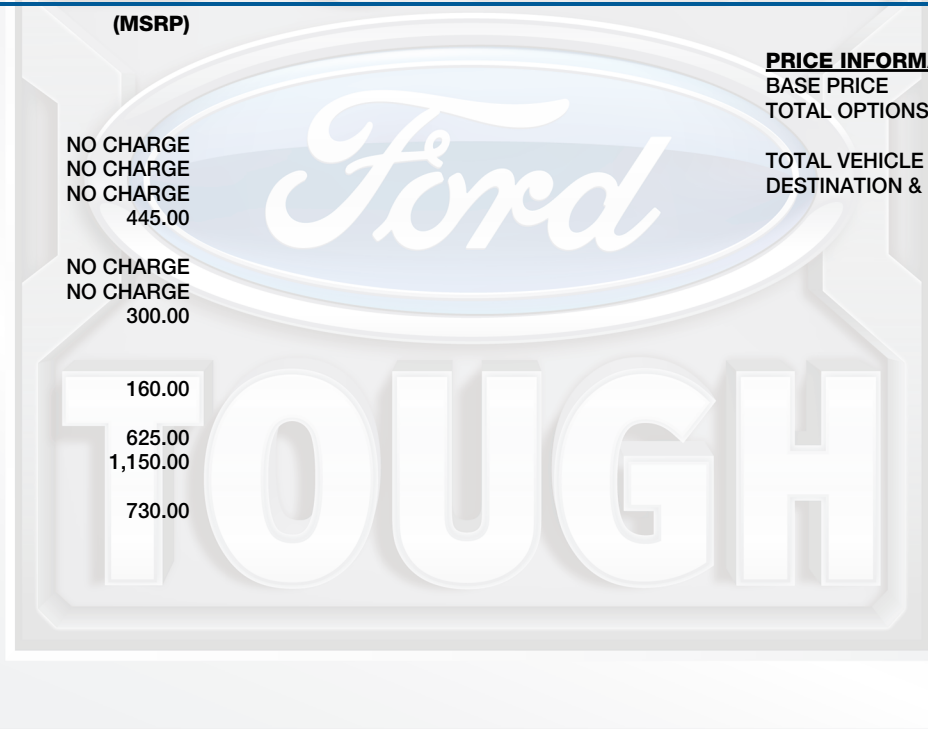 (MSRP)
NO CHARGE
NO CHARGE
NO CHARGE
445.00
NO CHARGE
NO CHARGE
300.00
160.00
625.00
1,150.00
730.00
PRICE
BASE PRICE
TOTAL OPTIONS
TOTAL VEHICLE
DESTINATION &
Ford
TOUGH